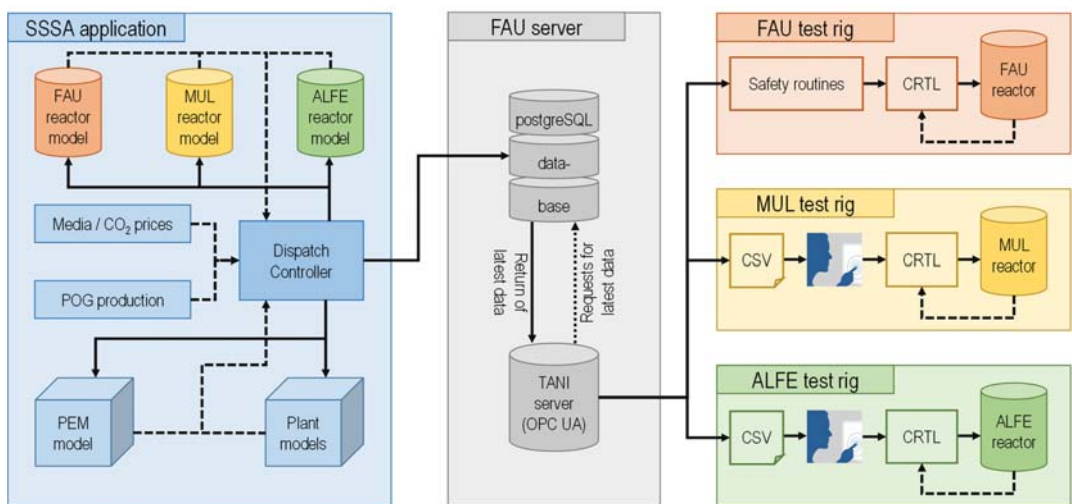 SSSA application
FAU
reactor
model
MUL
reactor
model
ALFE
reactor
model
Media / CO₂ prices
POG production
Dispatch
Controller
PEM
model
Plant
models
FAU server
postgreSQL
data-
base
Return of
latest data
Requests for
latest data
TANI
server
(OPC UA)
FAU test rig
Safety routines
CRTL
FAU
reactor
MUL test rig
CSV
CRTL
MUL
reactor
ALFE test rig
CSV
CRTL
ALFE
reactor